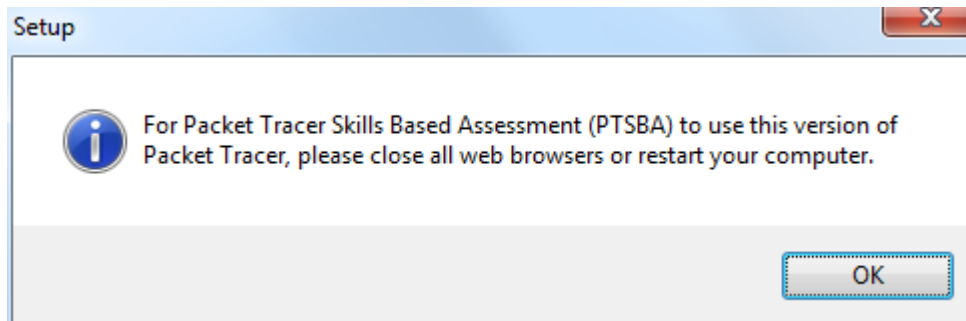 Setup
For Packet Tracer Skills Based Assessment (PTSBA) to use this version of
Packet Tracer, please close all web browsers or restart your computer.
OK